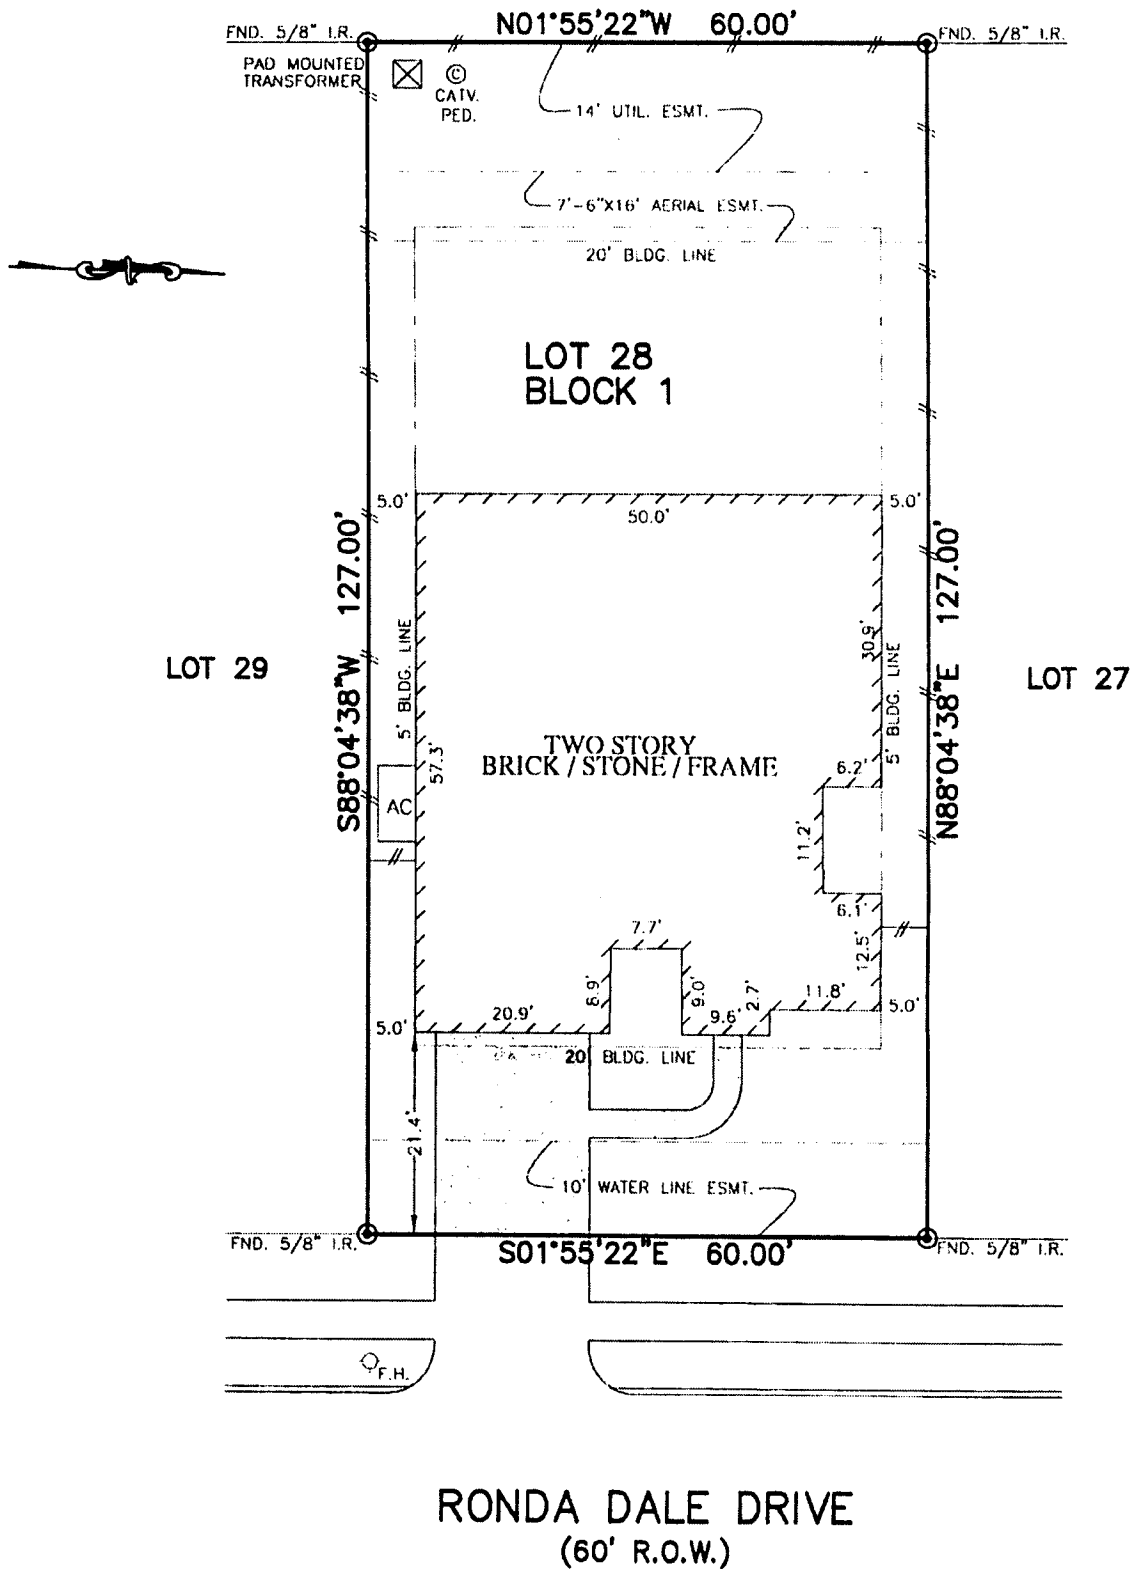 N01°55'22"W 60.00'
FND. 5/8" I.R.
FND. 5/8" I.R.
PAD MOUNTED
TRANSFORMER
C
CATV.
PED.
14' UTIL. ESMT.
7'-6"X16' AERIAL ESMT.
20' BLDG. LINE
LOT 28
BLOCK 1
5.0'
50.0'
5.0'
S88°04'38"W 127.00'
N88°04'38"E 127.00'
5' BLDG. LINE
30.9'
5' BLDG. LINE
LOT 29
LOT 27
57.3'
TWO STORY
BRICK / STONE / FRAME
6.2'
AC
11.2'
6.1'
7.7'
12.5'
8.9'
9.0'
2.7'
11.8'
20.9'
9.6'
5.0'
5.0'
20' BLDG. LINE
21.4'
10' WATER LINE ESMT.
FND. 5/8" I.R.
S01°55'22"E 60.00'
FND. 5/8" I.R.
F.H.
RONDA DALE DRIVE
(60' R.O.W.)